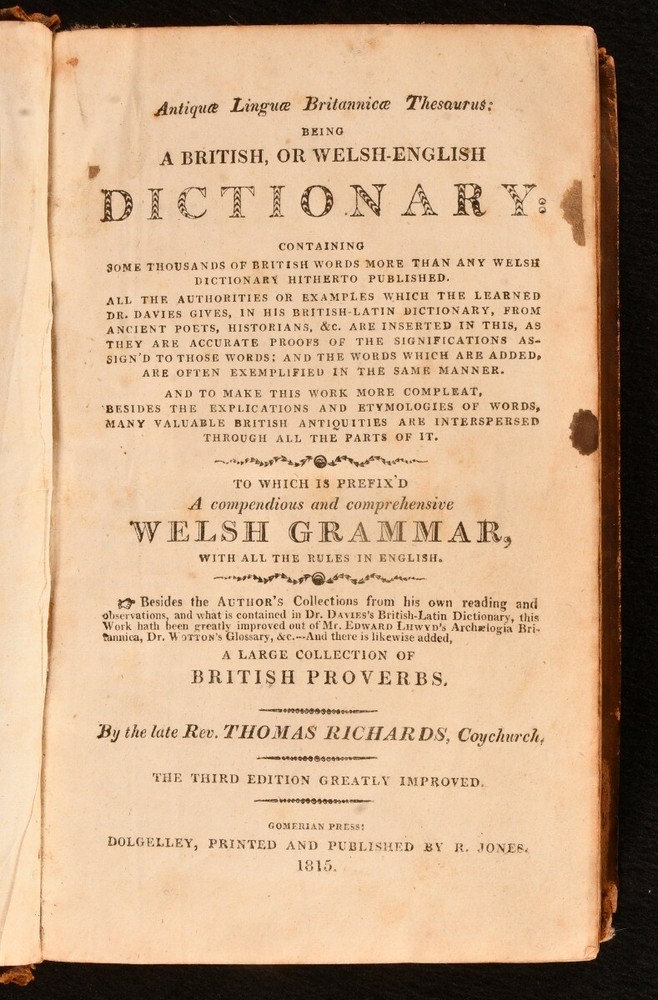 Antiquæ Linguæ Britannicæ Thesaurus:
BEING
A BRITISH, OR WELSH-ENGLISH
DICTIONARY:
CONTAINING
SOME THOUSANDS OF BRITISH WORDS MORE THAN ANY WELSH
DICTIONARY HITHERTO PUBLISHED.
ALL THE AUTHORITIES OR EXAMPLES WHICH THE LEARNED
DR. DAVIES GIVES, IN HIS BRITISH-LATIN DICTIONARY, FROM
ANCIENT POETS, HISTORIANS, &c. ARE INSERTED IN THIS, AS
THEY ARE ACCURATE PROOFS OF THE SIGNIFICATIONS AS-
SIGN'D TO THOSE WORDS; AND THE WORDS WHICH ARE ADDED,
ARE OFTEN EXEMPLIFIED IN THE SAME MANNER.
AND TO MAKE THIS WORK MORE COMPLEAT,
BESIDES THE EXPLICATIONS AND ETYMOLOGIES OF WORDS,
MANY VALUABLE BRITISH ANTIQUITIES ARE INTERSPERSED
THROUGH ALL THE PARTS OF IT.
TO WHICH IS PREFIX'D
A compendious and comprehensive
WELSH GRAMMAR,
WITH ALL THE RULES IN ENGLISH.
☞ Besides the AUTHOR'S Collections from his own reading and
observations, and what is contained in Dr. DAVIES'S British-Latin Dictionary, this
Work hath been greatly improved out of Mr. EDWARD LHWYD'S Archælogia Bri-
tannica, Dr. WOTTON'S Glossary, &c.--And there is likewise added,
A LARGE COLLECTION OF
BRITISH PROVERBS.
By the late Rev. THOMAS RICHARDS, Coychurch.
THE THIRD EDITION GREATLY IMPROVED.
GOMERIAN PRESS:
DOLGELLEY, PRINTED AND PUBLISHED BY R. JONES.
1815.